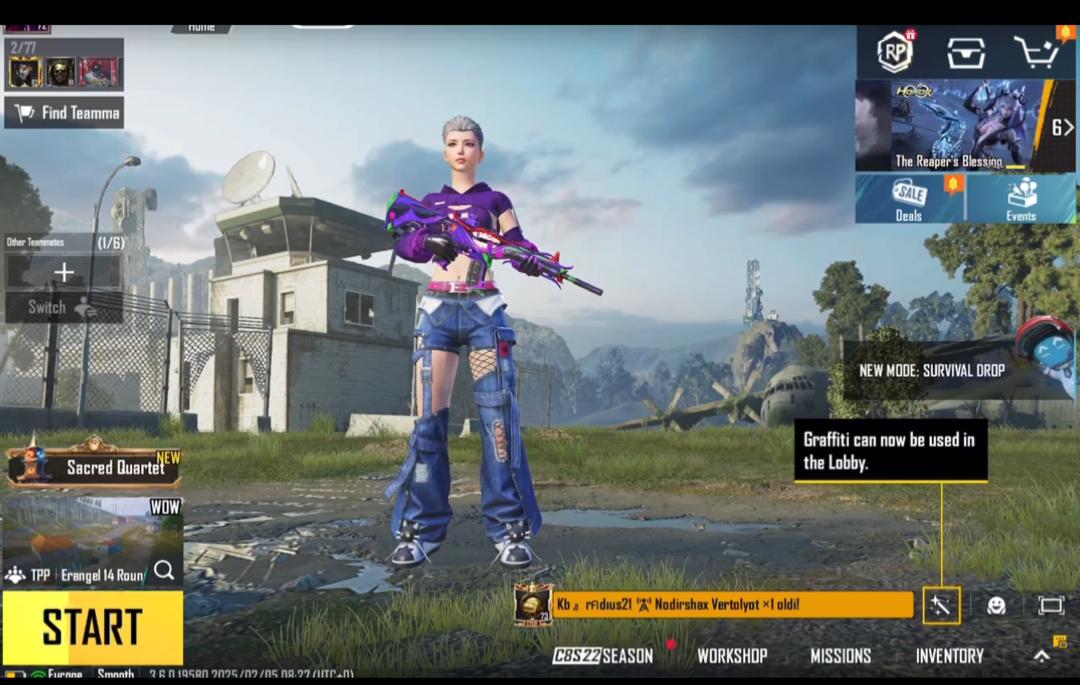 Home
2/77
Find Teamma
RP
HONOR
6
The Reaper's Blessing
SALE
Deals
Events
Other Teammates
(1/6)
+
Switch
NEW MODE: SURVIVAL DROP
Graffiti can now be used in
the Lobby.
Sacred Quartet
NEW
WOW
TPP
Erangel 14 Roun
START
Nodirshax Vertolyot ×1 oldi!
C8S22 SEASON
WORKSHOP
MISSIONS
INVENTORY
Europe
Smooth
3.6.0.19580 2025/02/05 08:27 (UTC+0)